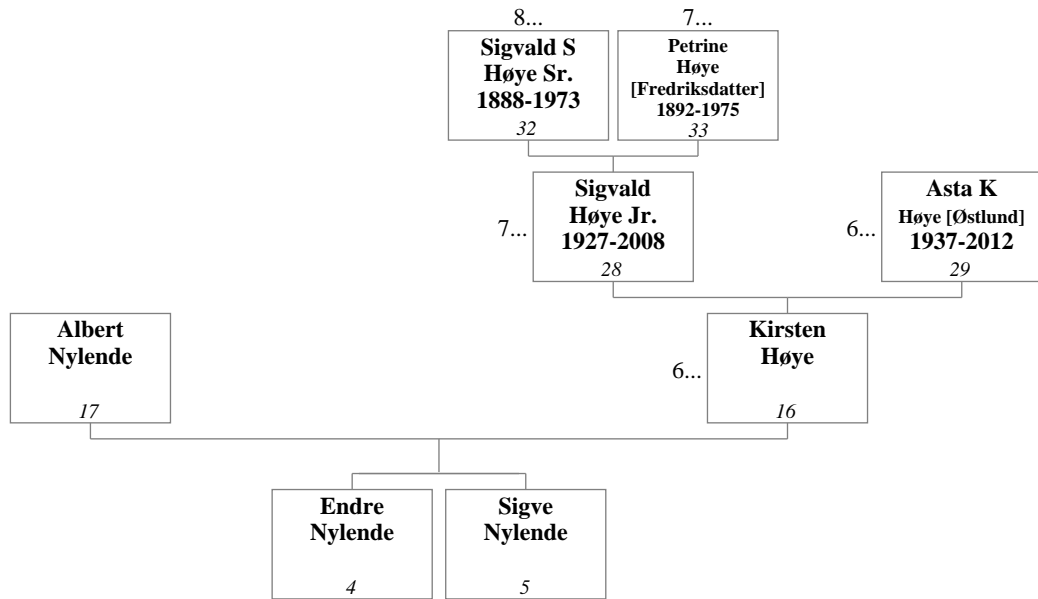 8...
7...
Sigvald S
Høye Sr.
1888-1973
32
Petrine
Høye
[Fredriksdatter]
1892-1975
33
7...
Sigvald
Høye Jr.
1927-2008
28
6...
Asta K
Høye [Østlund]
1937-2012
29
Albert
Nylende
17
6...
Kirsten
Høye
16
Endre
Nylende
4
Sigve
Nylende
5